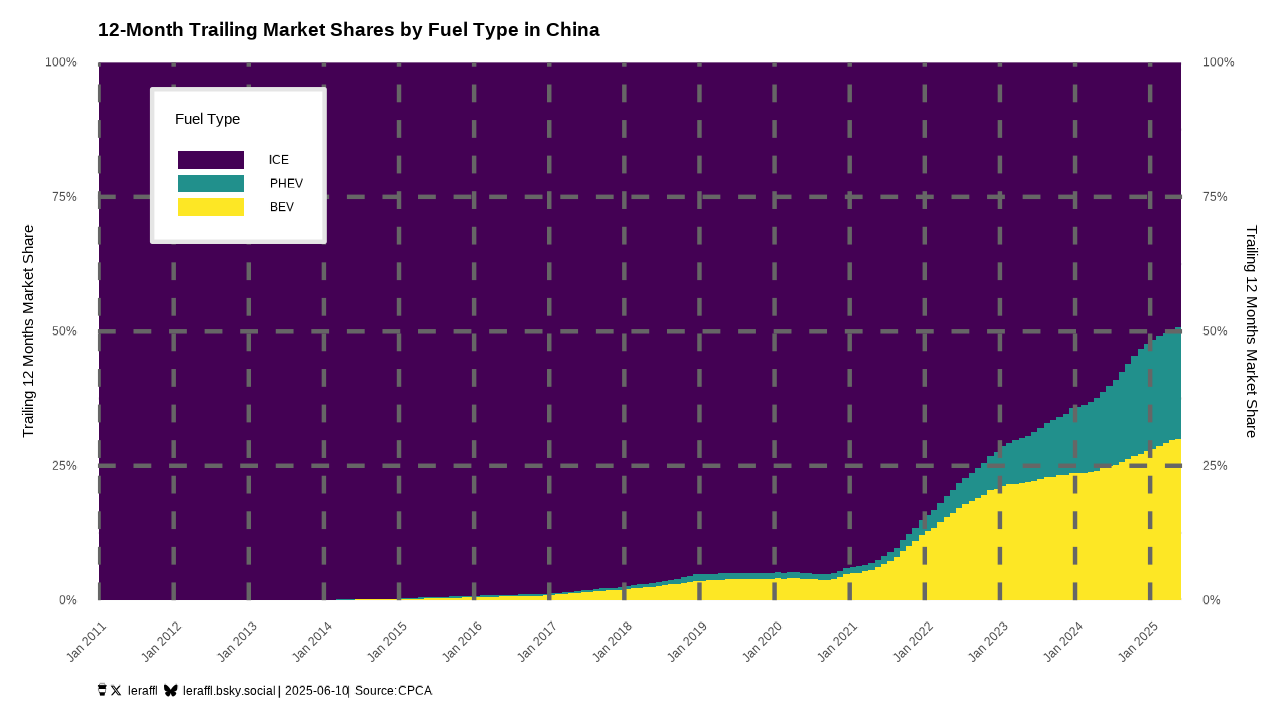 12-Month Trailing Market Shares by Fuel Type in China
100%
100%
Fuel Type
ICE
PHEV
BEV
75%
75%
Trailing 12 Months Market Share
Trailing 12 Months Market Share
50%
50%
25%
25%
0%
0%
Jan 2011
Jan 2012
Jan 2013
Jan 2014
Jan 2015
Jan 2016
Jan 2017
Jan 2018
Jan 2019
Jan 2020
Jan 2021
Jan 2022
Jan 2023
Jan 2024
Jan 2025
leraffl leraffl.bsky.social | 2025-06-10 | Source:CPCA